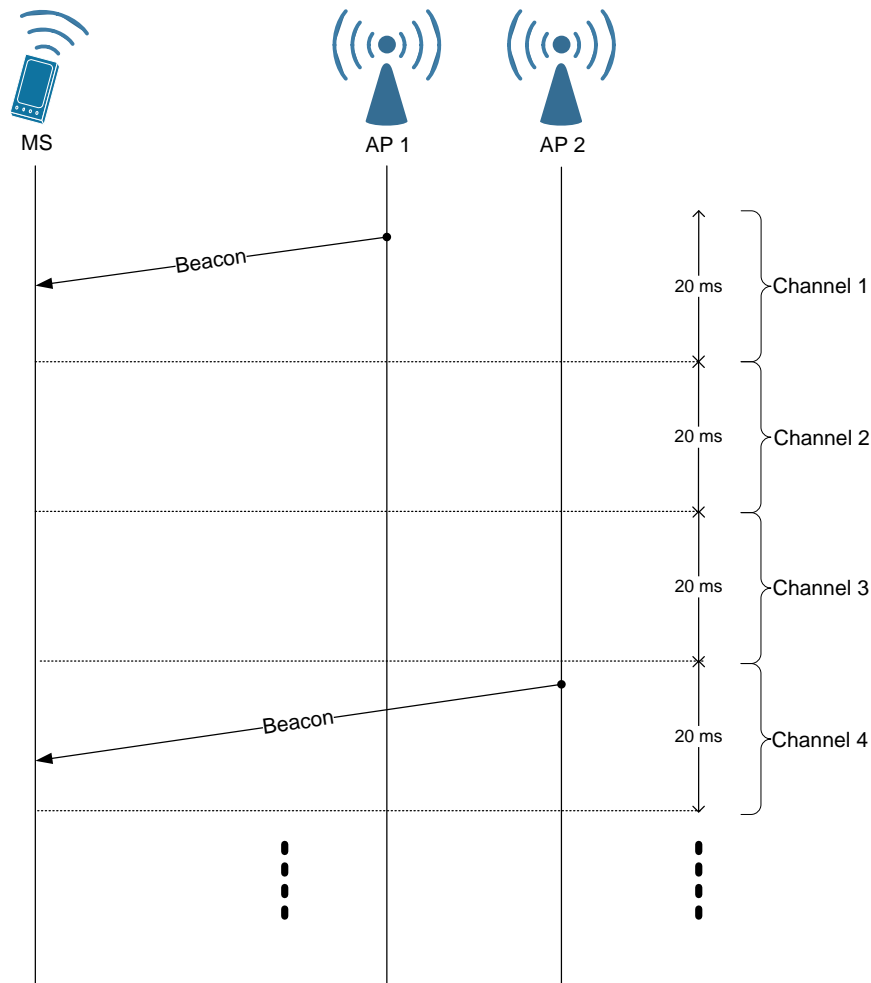 MS
AP 1
AP 2
Beacon
20 ms
Channel 1
20 ms
Channel 2
20 ms
Channel 3
Beacon
20 ms
Channel 4